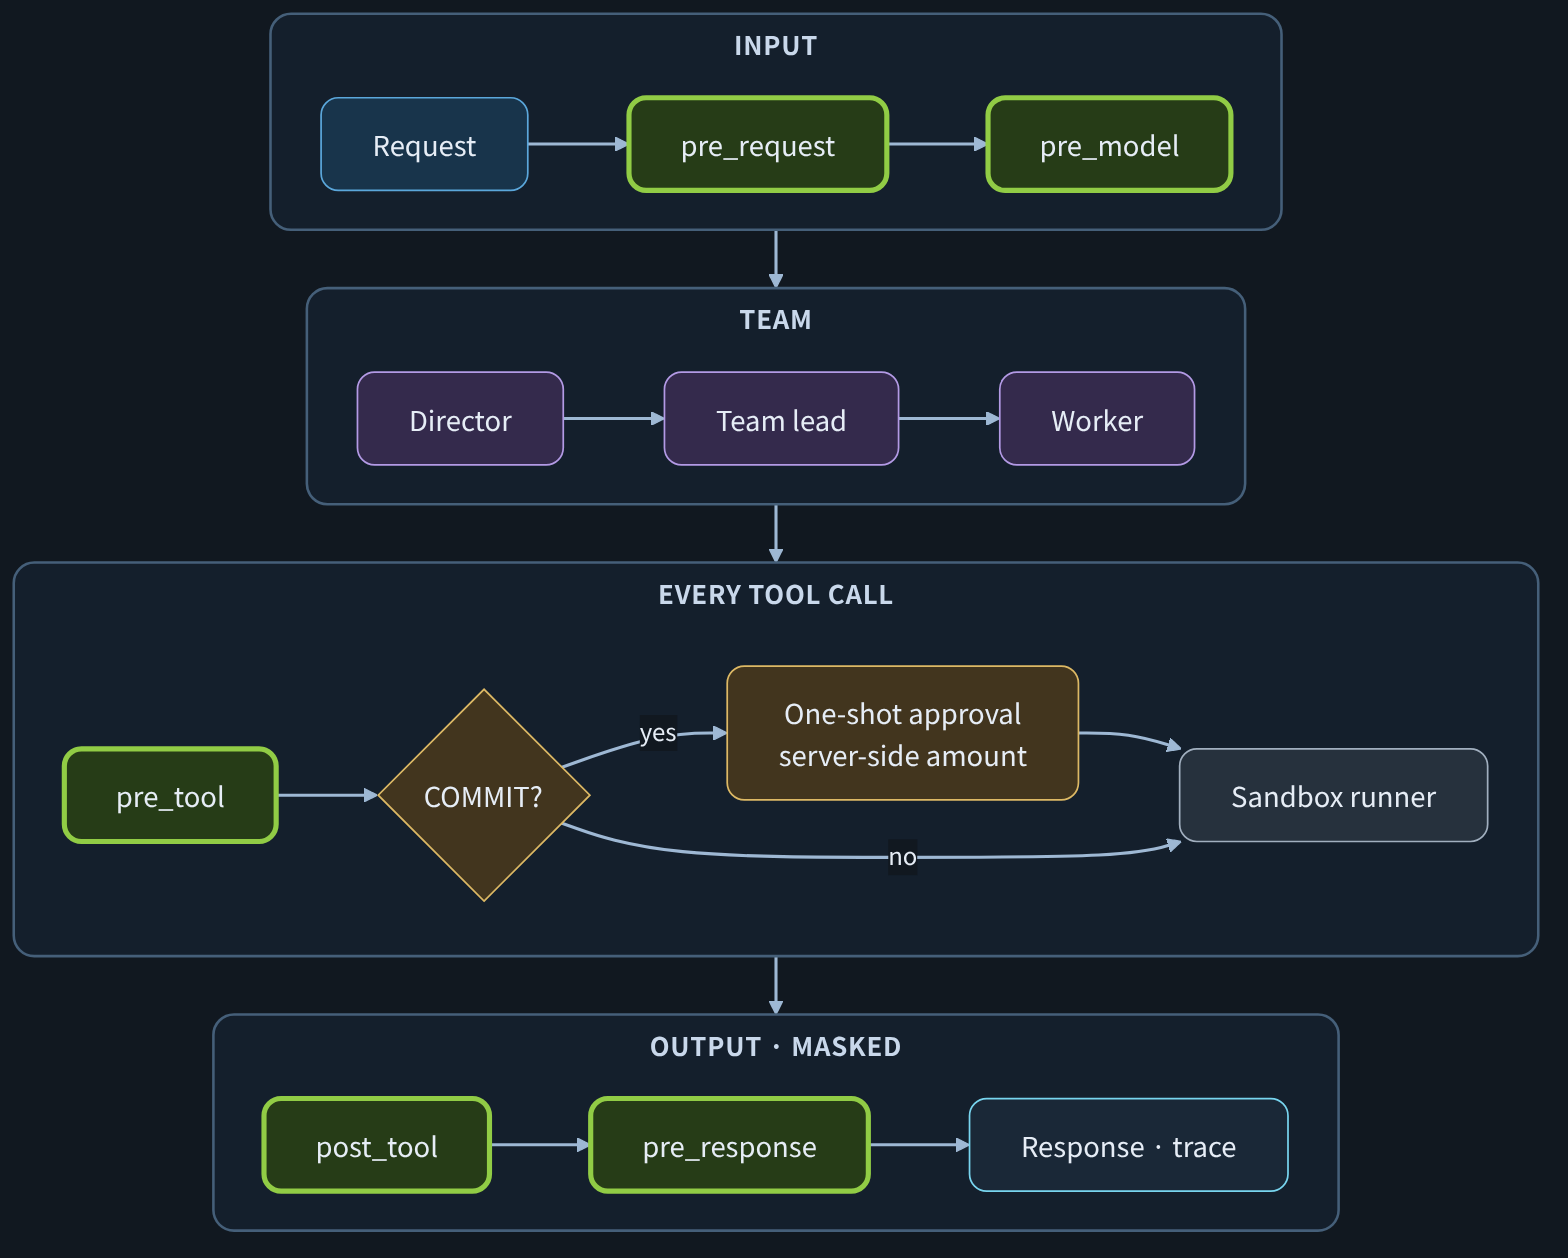 INPUT
Request
pre_request
pre_model
TEAM
Director
Team lead
Worker
EVERY TOOL CALL
pre_tool
COMMIT?
yes
One-shot approval
server-side amount
no
Sandbox runner
OUTPUT · MASKED
post_tool
pre_response
Response · trace